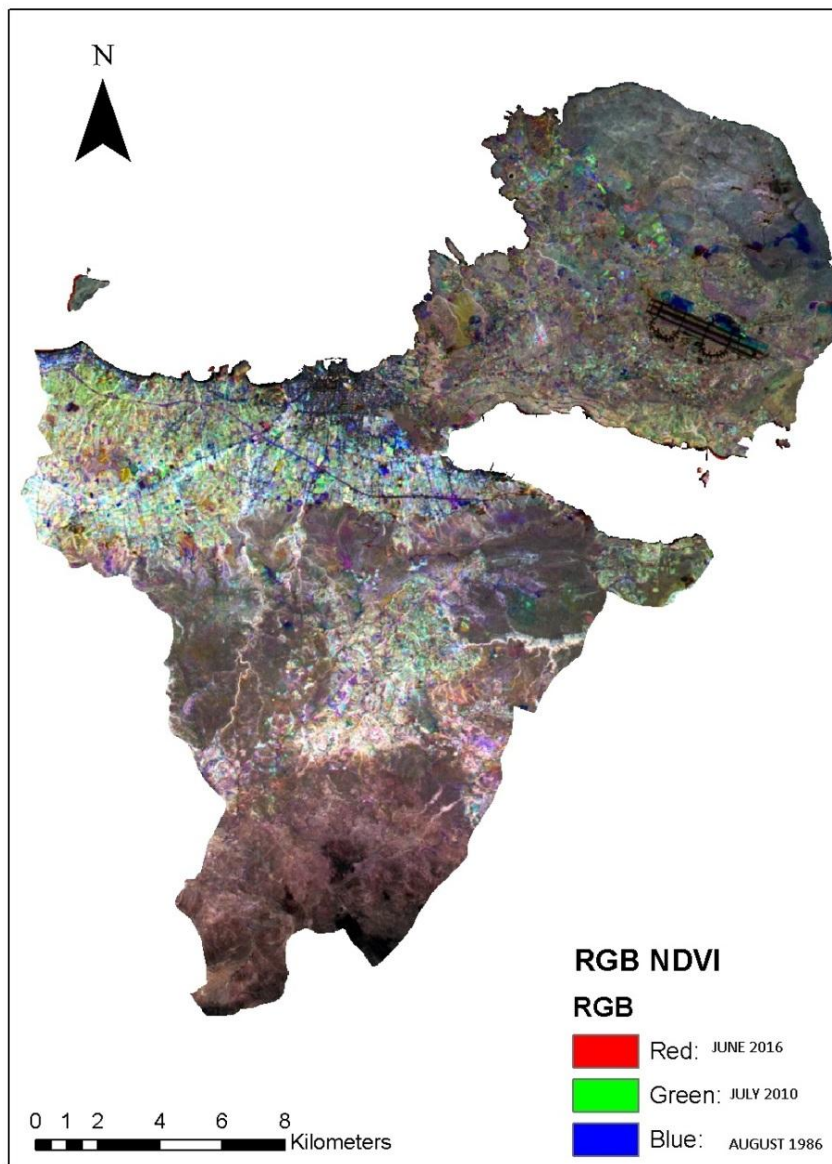 N
RGB NDVI
RGB
Red: JUNE 2016
Green: JULY 2010
Blue: AUGUST 1986
0 1 2 4 6 8
Kilometers